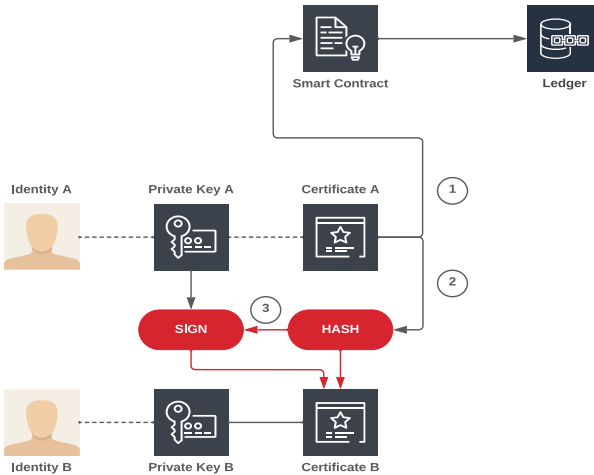 Smart Contract
Ledger
Identity A
Private Key A
Certificate A
1
2
3
SIGN
HASH
Identity B
Private Key B
Certificate B